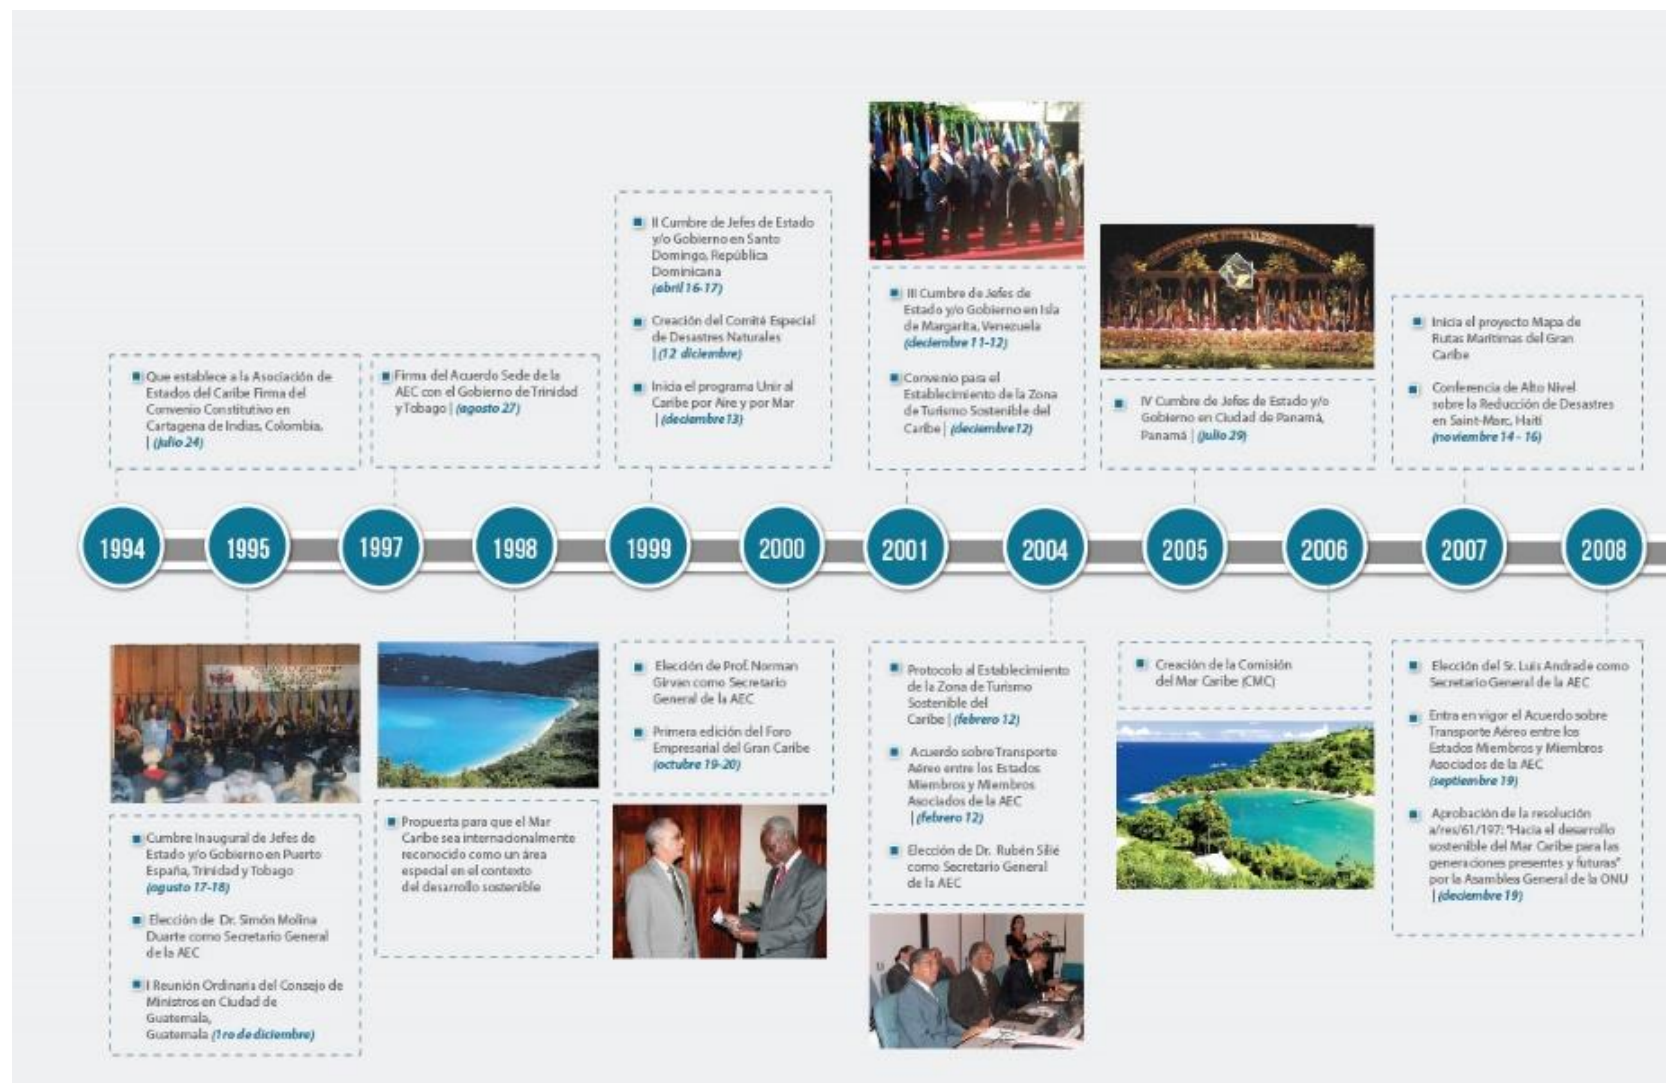 II Cumbre de Jefes de Estado
y/o Gobierno en Santo
Domingo, República
Dominicana
(abril 16-17)
Creación del Comité Especial
de Desastres Naturales
| (12 diciembre)
Inicia el programa Unir al
Caribe por Aire y por Mar
| (deciembre 13)
III Cumbre de Jefes de
Estado y/o Gobierno en Isla
de Margarita, Venezuela
(deciembre 11-12)
Convenio para el
Establecimiento de la Zona
de Turismo Sostenible del
Caribe | (deciembre 12)
Inicia el proyecto Mapa de
Rutas Marítimas del Gran
Caribe
Conferencia de Alto Nivel
sobre la Reducción de Desastres
en Saint-Marc, Haití
(noviembre 14 - 16)
Que establece a la Asociación de
Estados del Caribe Firma del
Convenio Constitutivo en
Cartagena de Indias, Colombia.
| (julio 24)
Firma del Acuerdo Sede de la
AEC con el Gobierno de Trinidad
y Tobago | (agosto 27)
IV Cumbre de Jefes de Estado y/o
Gobierno en Ciudad de Panamá,
Panamá | (julio 29)
1994
1995
1997
1998
1999
2000
2001
2004
2005
2006
2007
2008
Cumbre Inaugural de Jefes de
Estado y/o Gobierno en Puerto
España, Trinidad y Tobago
(agusto 17-18)
Elección de Dr. Simón Molina
Duarte como Secretario General
de la AEC
I Reunión Ordinaria del Consejo de
Ministros en Ciudad de
Guatemala,
Guatemala (1ro de diciembre)
Propuesta para que el Mar
Caribe sea internacionalmente
reconocido como un área
especial en el contexto
del desarrollo sostenible
Elección de Prof. Norman
Girvan como Secretario
General de la AEC
Primera edición del Foro
Empresarial del Gran Caribe
(octubre 19-20)
Protocolo al Establecimiento
de la Zona de Turismo
Sostenible del
Caribe | (febrero 12)
Acuerdo sobre Transporte
Aéreo entre los Estados
Miembros y Miembros
Asociados de la AEC
| (febrero 12)
Elección de Dr. Rubén Silié
como Secretario General
de la AEC
Creación de la Comisión
del Mar Caribe (CMC)
Elección del Sr. Luis Andrade como
Secretario General de la AEC
Entra en vigor el Acuerdo sobre
Transporte Aéreo entre los
Estados Miembros y Miembros
Asociados de la AEC
(septiembre 19)
Aprobación de la resolución
a/res/61/197: "Hacia el desarrollo
sostenible del Mar Caribe para las
generaciones presentes y futuras"
por la Asamblea General de la ONU
| (deciembre 19)